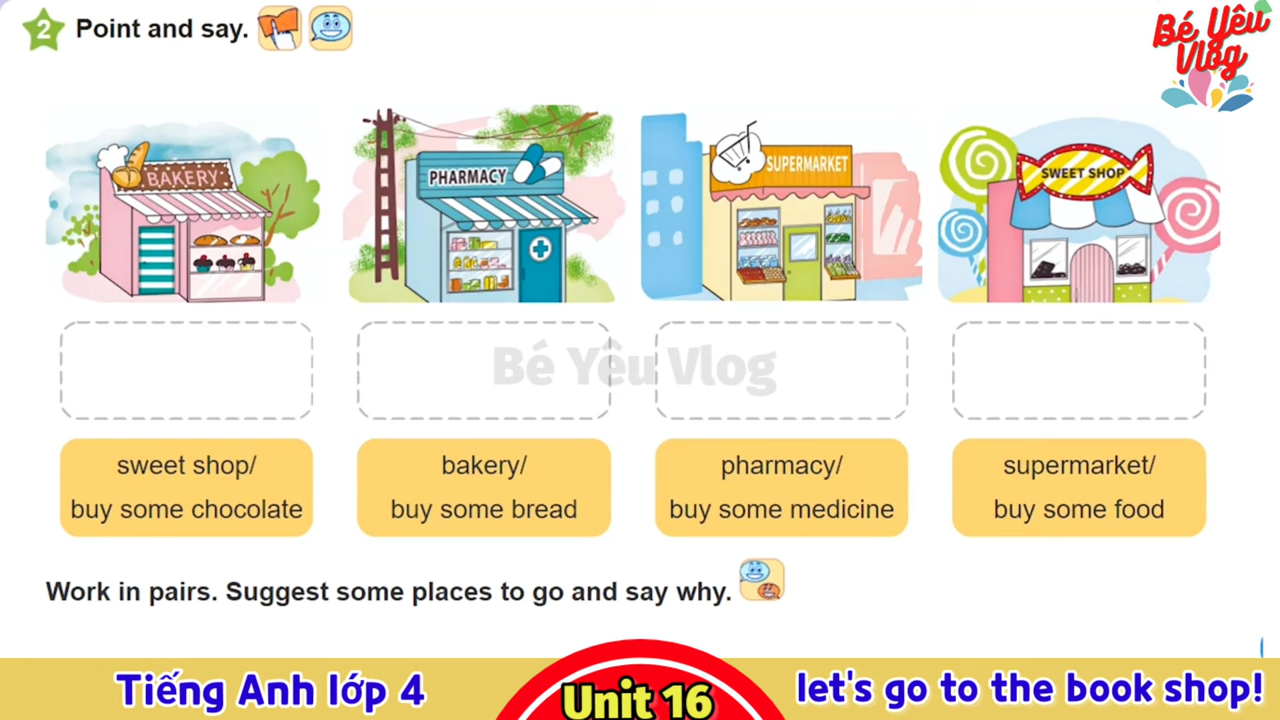 2 Point and say.
Bé Yêu
Vlog
BAKERY
PHARMACY
SUPERMARKET
SWEET SHOP
Bé Yêu Vlog
sweet shop/
buy some chocolate
bakery/
buy some bread
pharmacy/
buy some medicine
supermarket/
buy some food
Work in pairs. Suggest some places to go and say why.
Tiếng Anh lớp 4
Unit 16
let's go to the book shop!